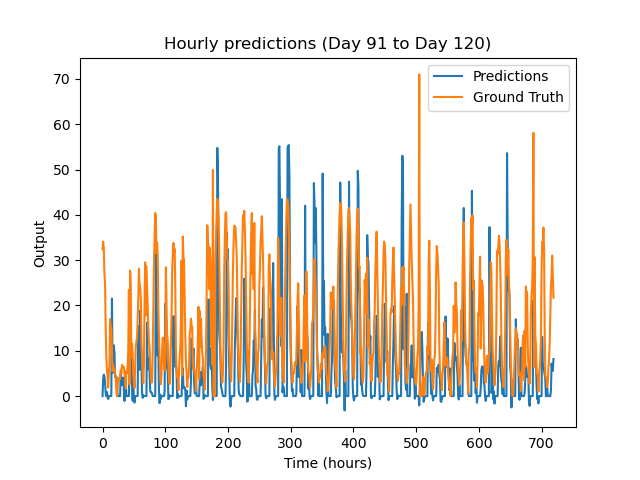 Hourly predictions (Day 91 to Day 120)
Predictions
Ground Truth
70
60
50
40
30
20
10
0
Output
0 100 200 300 400 500 600 700
Time (hours)